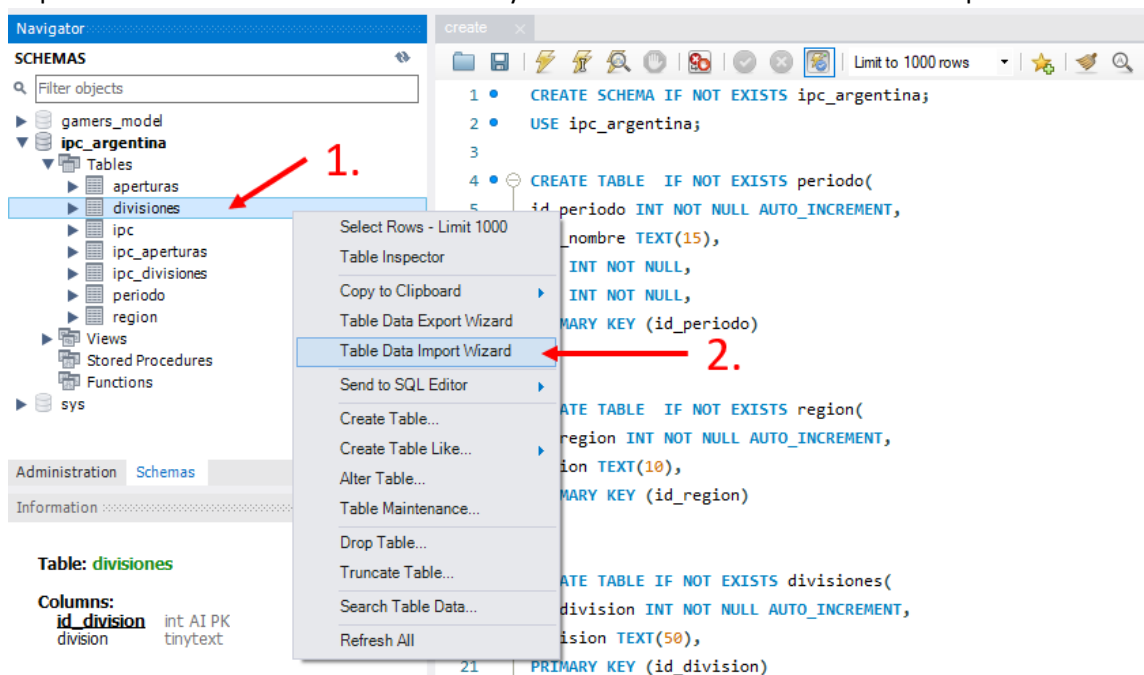 Navigator
SCHEMAS
Filter objects
gamers_model
ipc_argentina
Tables
aperturas
divisiones
ipc
ipc_aperturas
ipc_divisiones
periodo
region
Views
Stored Procedures
Functions
sys
Administration Schemas
Information
Table: divisiones
Columns:
id_division int AI PK
division tinytext
1.
Select Rows - Limit 1000
Table Inspector
Copy to Clipboard
Table Data Export Wizard
Table Data Import Wizard
2.
Send to SQL Editor
Create Table...
Create Table Like...
Alter Table...
Table Maintenance...
Drop Table...
Truncate Table...
Search Table Data...
Refresh All
create
Limit to 1000 rows
1 CREATE SCHEMA IF NOT EXISTS ipc_argentina;
2 USE ipc_argentina;
3
4 CREATE TABLE IF NOT EXISTS periodo(
5 id_periodo INT NOT NULL AUTO_INCREMENT,
_nombre TEXT(15),
INT NOT NULL,
INT NOT NULL,
MARY KEY (id_periodo)
ATE TABLE IF NOT EXISTS region(
region INT NOT NULL AUTO_INCREMENT,
ion TEXT(10),
MARY KEY (id_region)
ATE TABLE IF NOT EXISTS divisiones(
division INT NOT NULL AUTO_INCREMENT,
ision TEXT(50),
21 PRIMARY KEY (id_division)